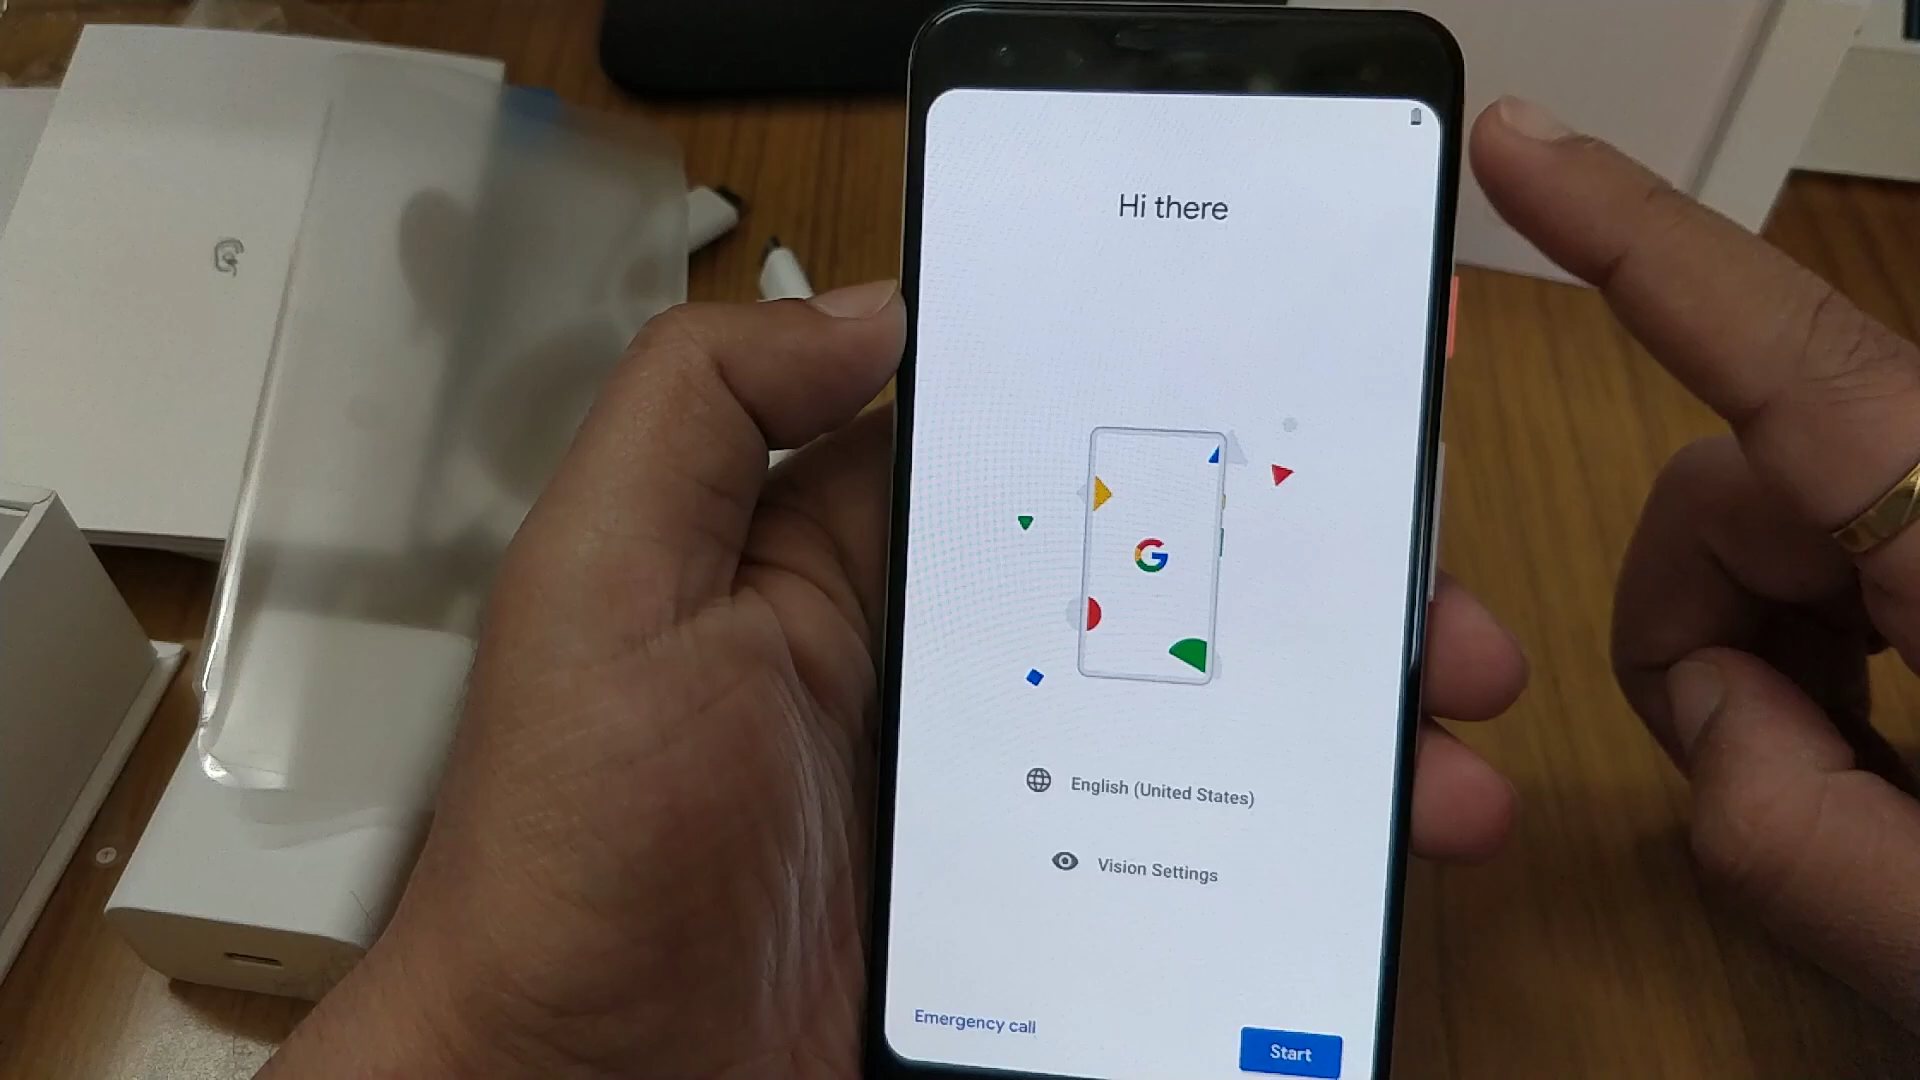 Hi there
G
English (United States)
Vision Settings
Emergency call
Start